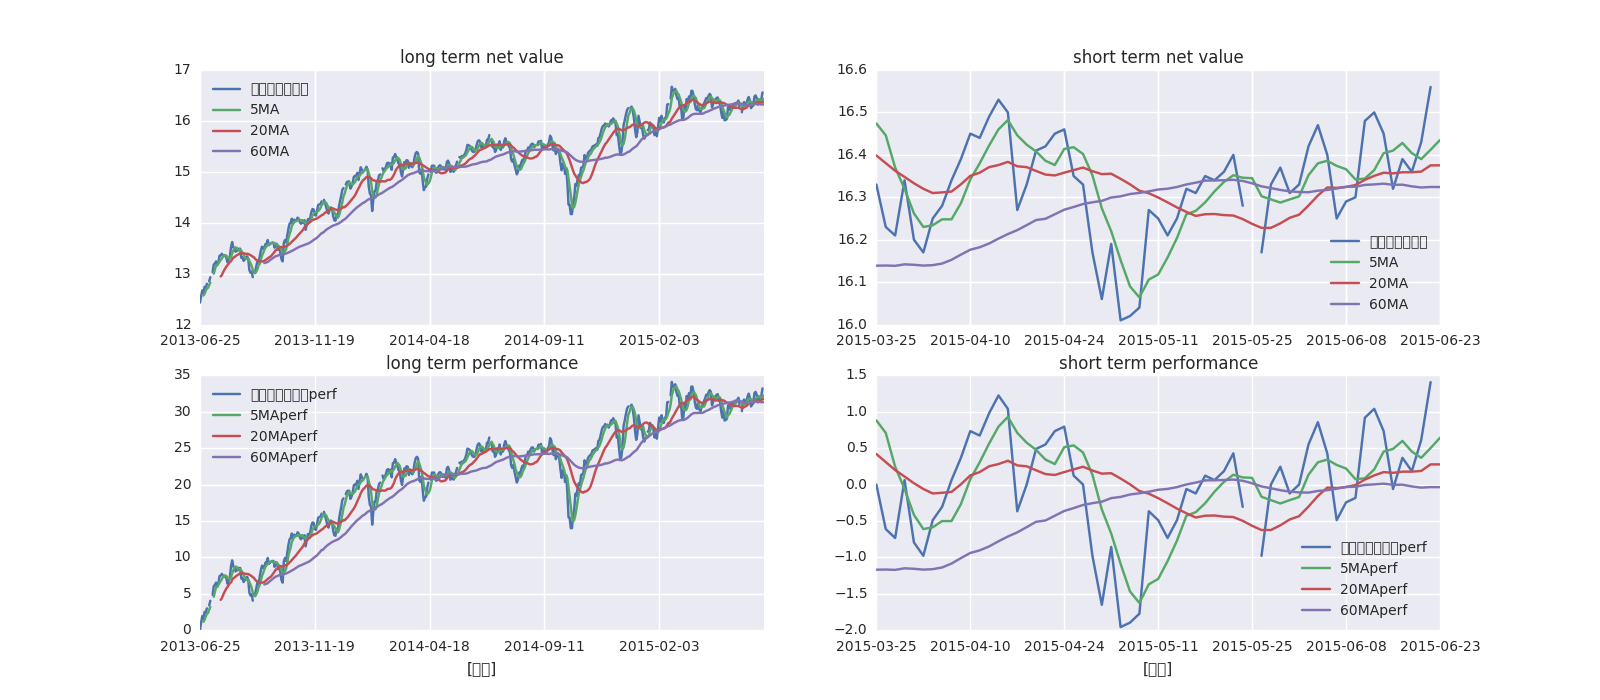 long term net value
17
16
15
14
13
12
5MA
20MA
60MA
2013-06-25
2013-11-19
2014-04-18
2014-09-11
2015-02-03
short term net value
16.6
16.5
16.4
16.3
16.2
16.1
16.0
5MA
20MA
60MA
2015-03-25
2015-04-10
2015-04-24
2015-05-11
2015-05-25
2015-06-08
2015-06-23
long term performance
35
30
25
20
15
10
5
0
perf
5MAperf
20MAperf
60MAperf
2013-06-25
2013-11-19
2014-04-18
2014-09-11
2015-02-03
short term performance
1.5
1.0
0.5
0.0
−0.5
−1.0
−1.5
−2.0
perf
5MAperf
20MAperf
60MAperf
2015-03-25
2015-04-10
2015-04-24
2015-05-11
2015-05-25
2015-06-08
2015-06-23